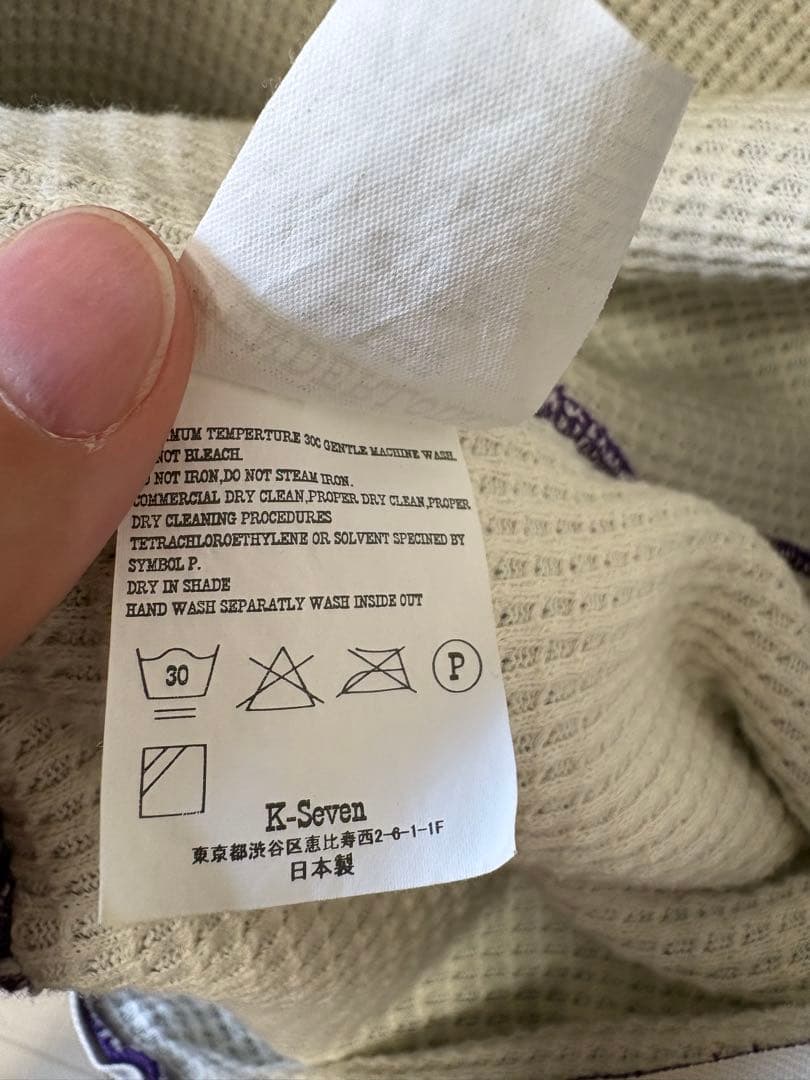 TEMPERTURE 30C GENTLE MACHINE WASH.
NOT BLEACH.
NOT IRON,DO NOT STEAM IRON.
COMMERCIAL DRY CLEAN,PROPER DRY CLEAN,PROPER
DRY CLEANING PROCEDURES
TETRACHLOROETHYLENE OR SOLVENT SPECINED BY
SYMBOL P.
DRY IN SHADE
HAND WASH SEPARATLY WASH INSIDE OUT
30
P
K-Seven
東京都渋谷区恵比寿西2-6-1-1F
日本製